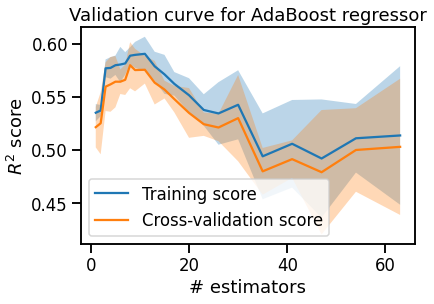 Validation curve for AdaBoost regressor
R² score
0.60
0.55
0.50
0.45
Training score
Cross-validation score
0 20 40 60
# estimators